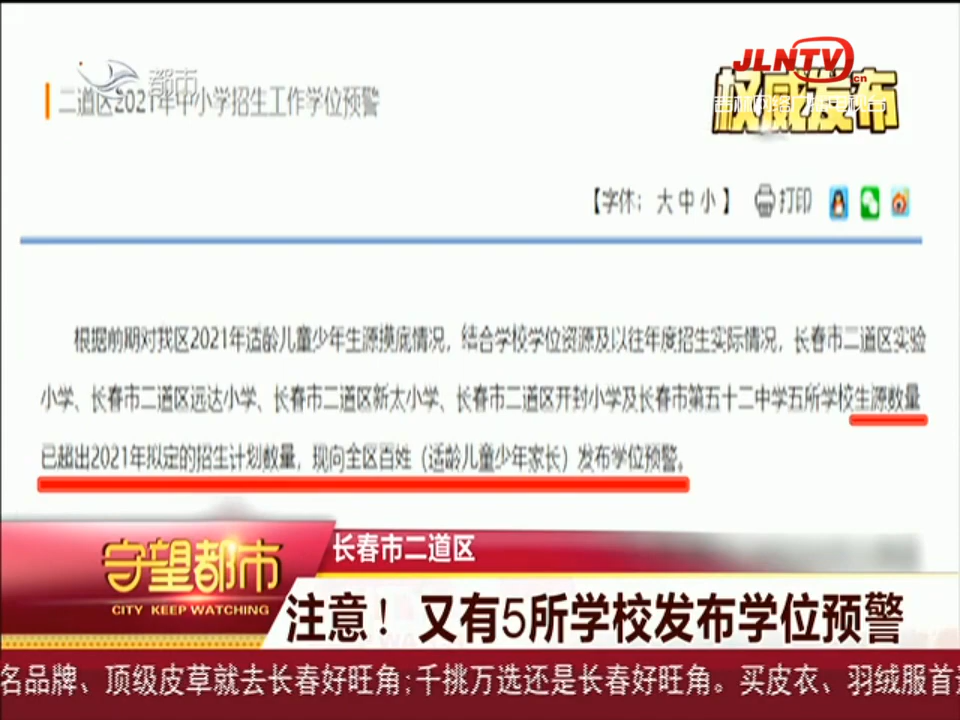 都市
JLNTV.cn
权威发布
二道区2021年中小学招生工作学位预警
【字体：大 中 小】 打印
根据前期对我区2021年适龄儿童少年生源摸底情况，结合学校学位资源及以往年度招生实际情况，长春市二道区实验
小学、长春市二道区远达小学、长春市二道区新太小学、长春市二道区开封小学及长春市第五十二中学五所学校生源数量
已超出2021年拟定的招生计划数量，现向全区百姓（适龄儿童少年家长）发布学位预警。
守望都市
CITY KEEP WATCHING
长春市二道区
注意！又有5所学校发布学位预警
名品牌、顶级皮草就去长春好旺角;千挑万选还是长春好旺角。买皮衣、羽绒服首